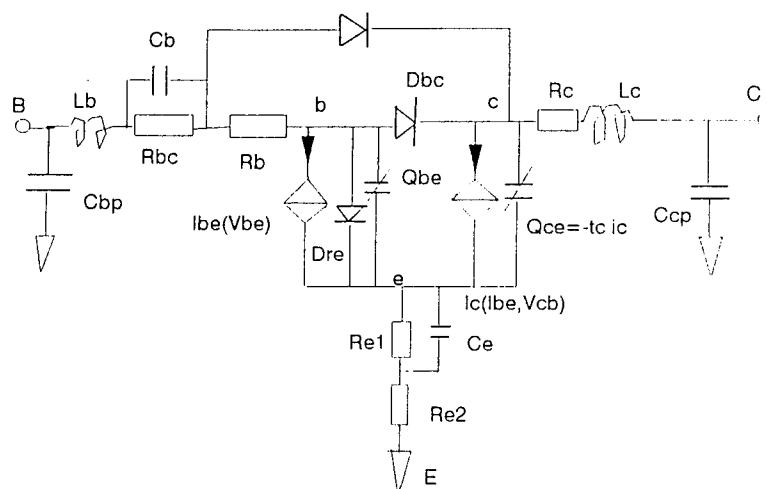 Cb
Dbc
B
Lb
b
c
Rc
Lc
C
Rbc
Rb
Qbe
Cbp
Ibe(Vbe)
Dre
Qce=-tc ic
Ccp
e
Ic(Ibe,Vcb)
Re1
Ce
Re2
E